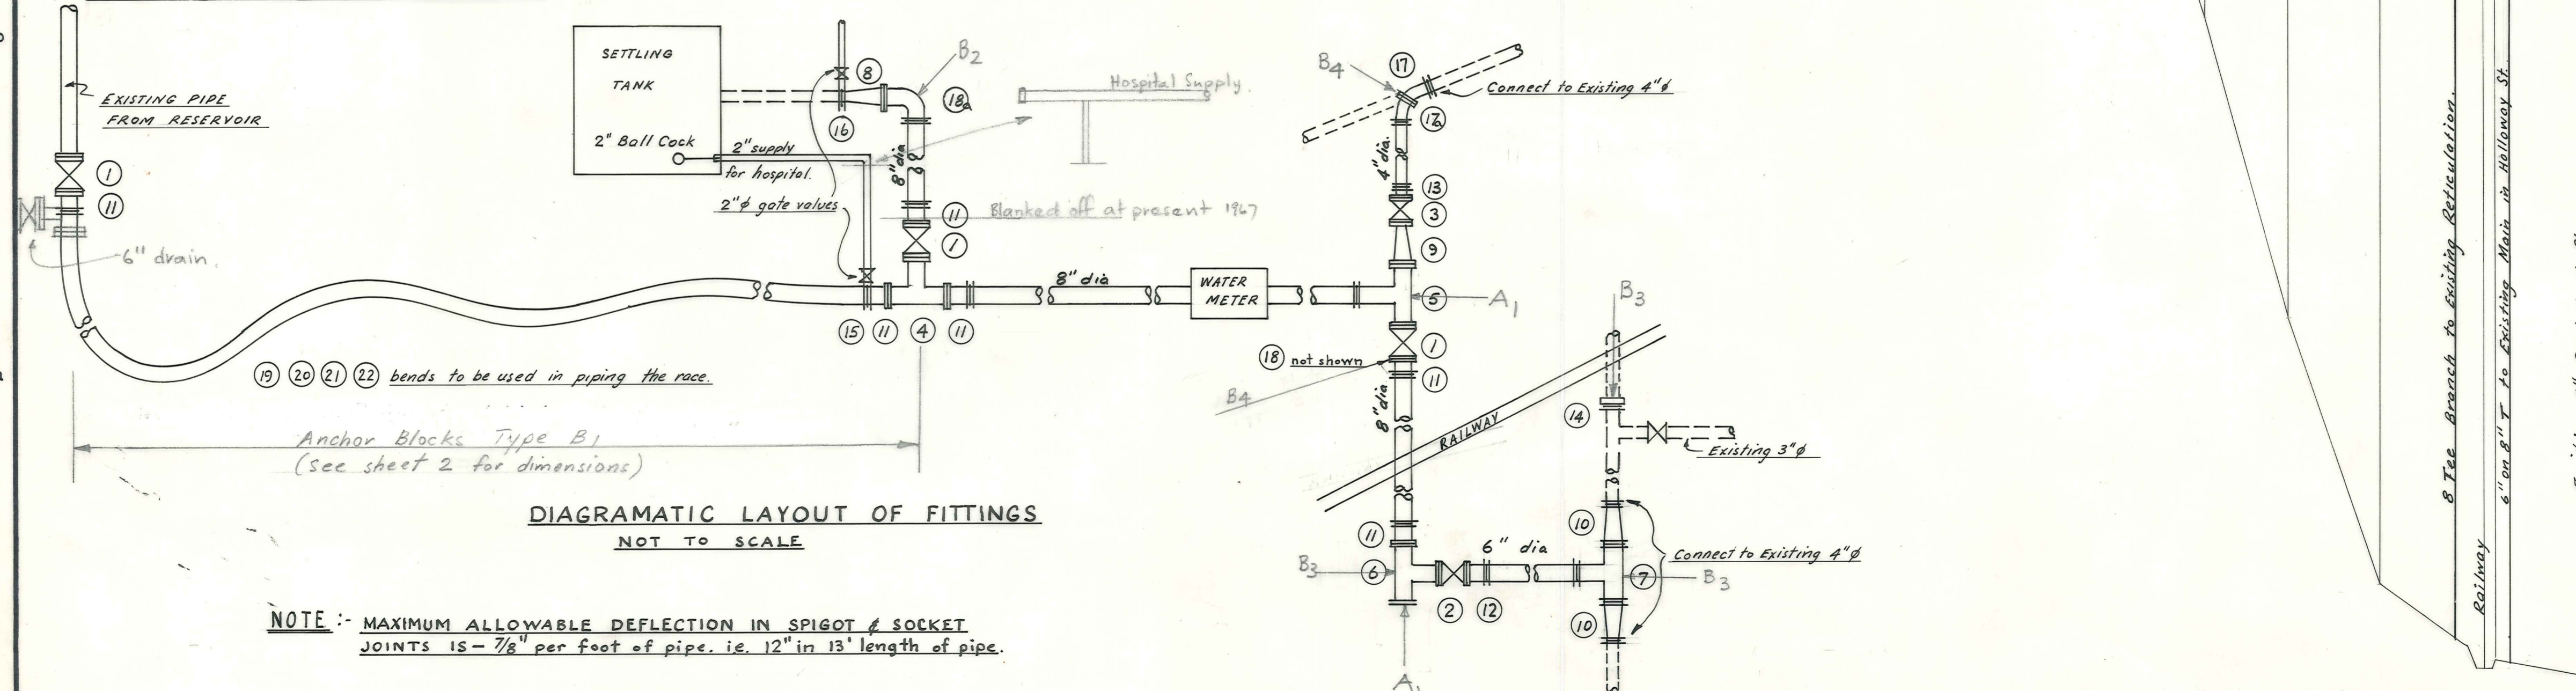 EXISTING PIPE
FROM RESERVOIR
1
11
6" drain.
SETTLING
TANK
2" Ball Cock
2" supply
for hospital.
2"ϕ gate values
8
16
18a
B2
Hospital Supply.
8" dia
11
Blanked off at present 1967
1
15
11
4
11
8" dia
WATER
METER
19 20 21 22 bends to be used in piping the race.
Anchor Blocks Type B1
(see sheet 2 for dimensions)
DIAGRAMATIC LAYOUT OF FITTINGS
NOT TO SCALE
NOTE :- MAXIMUM ALLOWABLE DEFLECTION IN SPIGOT & SOCKET
JOINTS IS - 7/8" per foot of pipe. i.e. 12" in 13' length of pipe.
B4
17
Connect to Existing 4"ϕ
17a
4" dia.
13
3
9
5
A1
18 not shown
1
11
B4
8" dia
RAILWAY
B3
14
Existing 3"ϕ
11
10
6" dia
Connect to Existing 4"ϕ
B3
6
7
B3
2
12
10
A1
8 Tee Branch to Existing Reticulation.
Railway
6" on 8" T to Existing Main in Holloway St.